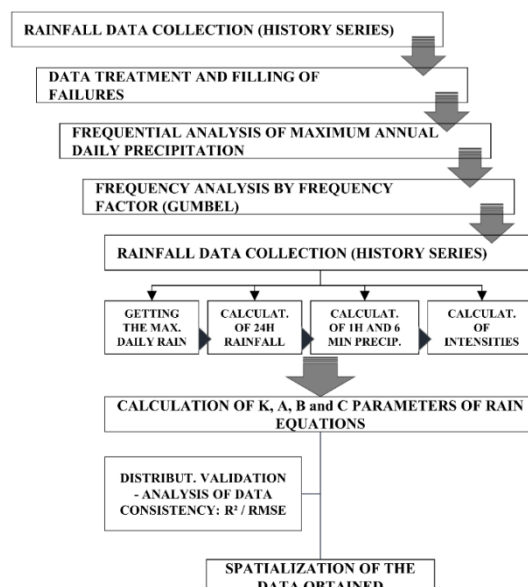 RAINFALL DATA COLLECTION (HISTORY SERIES)
DATA TREATMENT AND FILLING OF
FAILURES
FREQUENTIAL ANALYSIS OF MAXIMUM ANNUAL
DAILY PRECIPITATION
FREQUENCY ANALYSIS BY FREQUENCY
FACTOR (GUMBEL)
RAINFALL DATA COLLECTION (HISTORY SERIES)
GETTING
THE MAX.
DAILY RAIN
CALCULAT.
OF 24H
RAINFALL
CALCULAT.
OF 1H AND 6
MIN PRECIP.
CALCULAT.
OF
INTENSITIES
CALCULATION OF K, A, B and C PARAMETERS OF RAIN
EQUATIONS
DISTRIBUT. VALIDATION
- ANALYSIS OF DATA
CONSISTENCY: R² / RMSE
SPATIALIZATION OF THE
DATA OBTAINED